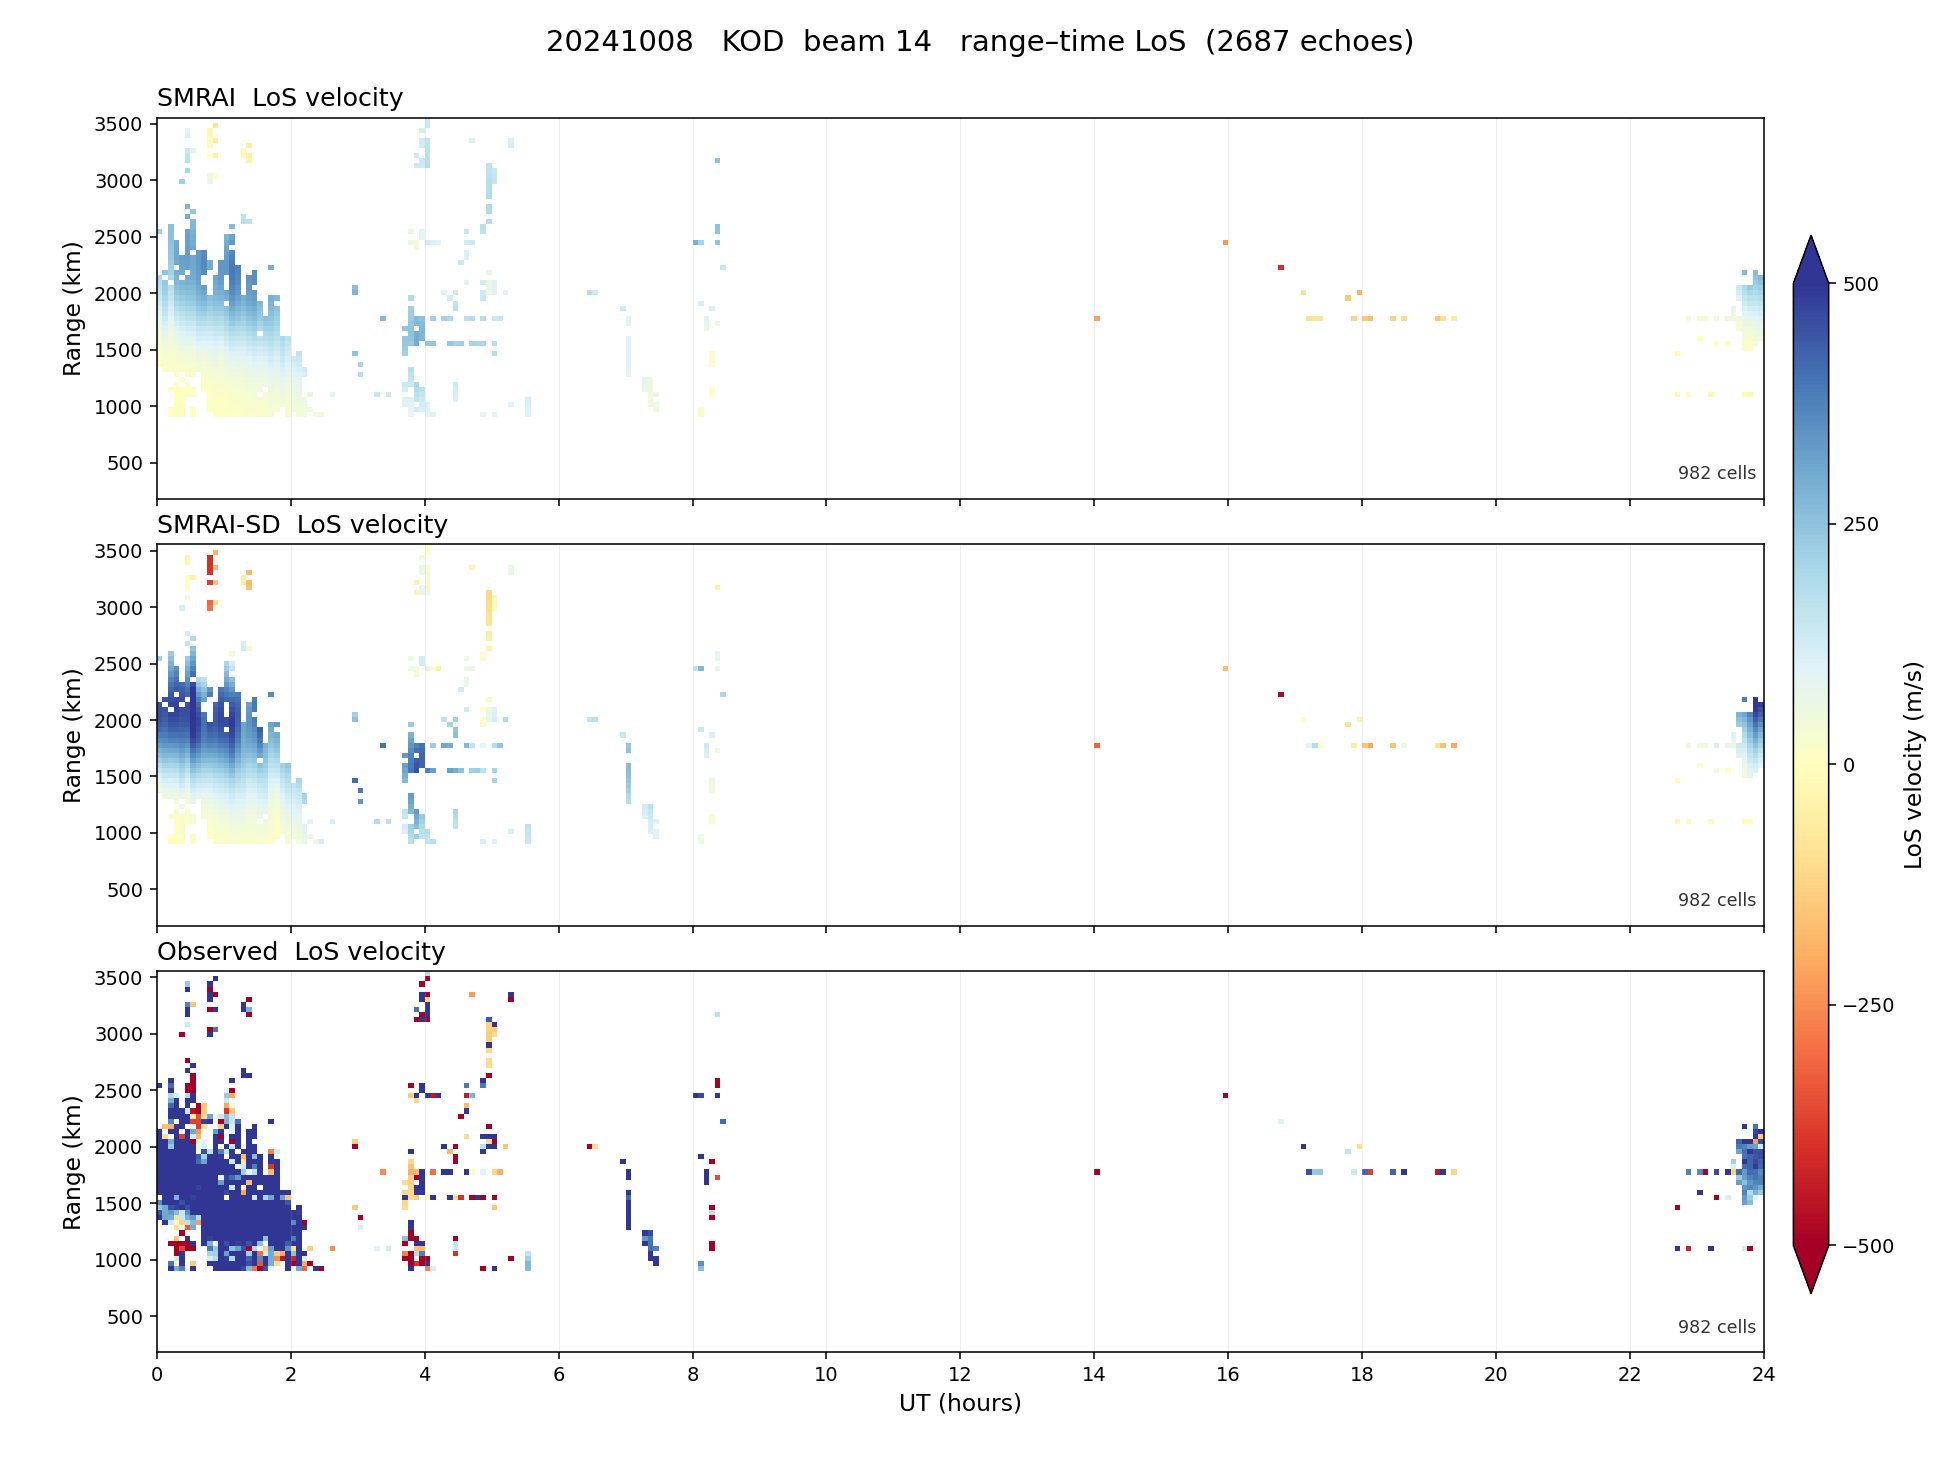 20241008   KOD  beam 14   range–time LoS  (2687 echoes)
SMRAI  LoS velocity
3500
3000
2500
2000
1500
1000
500
Range (km)
982 cells
SMRAI-SD  LoS velocity
3500
3000
2500
2000
1500
1000
500
Range (km)
982 cells
Observed  LoS velocity
3500
3000
2500
2000
1500
1000
500
Range (km)
982 cells
0 2 4 6 8 10 12 14 16 18 20 22 24
UT (hours)
500
250
0
−250
−500
LoS velocity (m/s)